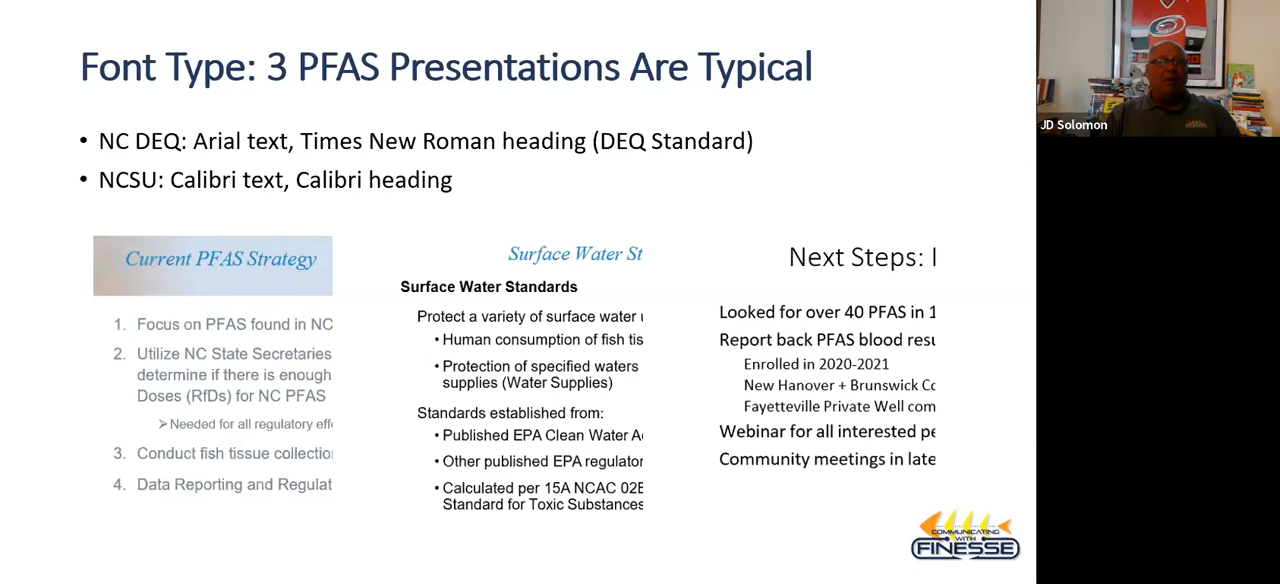 Font Type: 3 PFAS Presentations Are Typical
• NC DEQ: Arial text, Times New Roman heading (DEQ Standard)
• NCSU: Calibri text, Calibri heading
Current PFAS Strategy
1. Focus on PFAS found in NC
2. Utilize NC State Secretaries
determine if there is enough
Doses (RfDs) for NC PFAS
➢Needed for all regulatory eff
3. Conduct fish tissue collectio
4. Data Reporting and Regulat
Surface Water St
Surface Water Standards
Protect a variety of surface water
• Human consumption of fish tis
• Protection of specified waters
supplies (Water Supplies)
Standards established from:
• Published EPA Clean Water A
• Other published EPA regulator
• Calculated per 15A NCAC 02B
Standard for Toxic Substances
Next Steps:
Looked for over 40 PFAS in 1
Report back PFAS blood resu
Enrolled in 2020-2021
New Hanover + Brunswick Co
Fayetteville Private Well com
Webinar for all interested pe
Community meetings in late
COMMUNICATING
WITH
FINESSE
JD Solomon